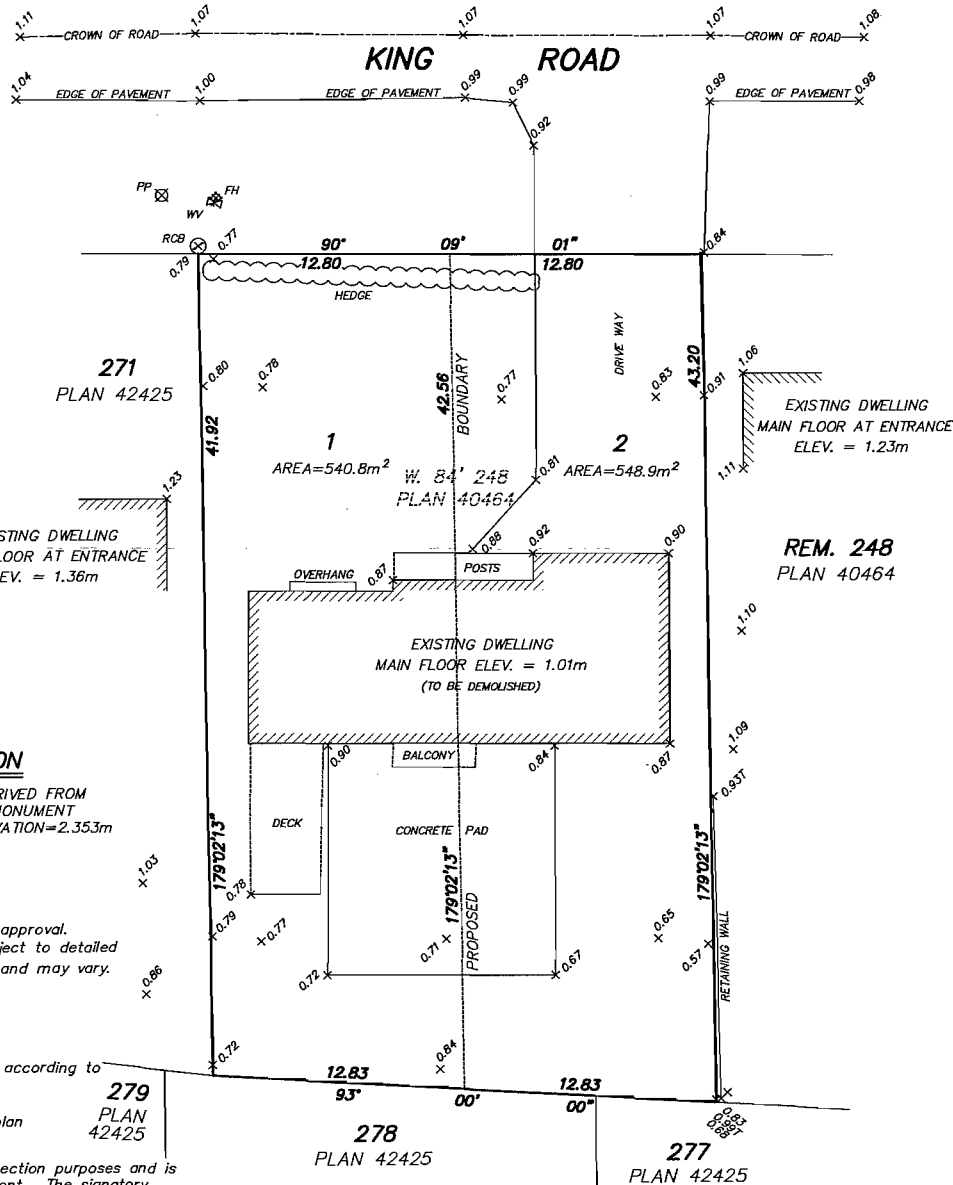 1.11 1.07 1.07 1.07 1.08
CROWN OF ROAD CROWN OF ROAD
KING ROAD
1.04 1.00 0.99 0.99 0.99 0.98
EDGE OF PAVEMENT EDGE OF PAVEMENT EDGE OF PAVEMENT
0.92
PP FH
WV
RCB
0.79 0.77 90° 09' 01" 0.84
12.80 12.80
HEDGE
271
PLAN 42425
0.80 0.78 0.77 0.83 0.91 1.06
41.92
42.56
BOUNDARY
DRIVE WAY
43.20
EXISTING DWELLING
MAIN FLOOR AT ENTRANCE
ELEV. = 1.23m
1.11
1
AREA=540.8m²
2
AREA=548.9m²
W. 84' 248
PLAN 40464
0.81
1.23
STING DWELLING
LOOR AT ENTRANCE
EV. = 1.36m
0.88 0.92 0.90
0.87
POSTS
OVERHANG
REM. 248
PLAN 40464
1.10
EXISTING DWELLING
MAIN FLOOR ELEV. = 1.01m
(TO BE DEMOLISHED)
1.09
0.90 BALCONY 0.84 0.87
0.93T
ON
RIVED FROM
MONUMENT
VATION=2.353m
DECK
CONCRETE PAD
179°02'13"
179°02'13"
179°02'13"
1.03
0.78
approval.
ject to detailed
and may vary.
0.79 0.77 0.71 0.65 0.57
PROPOSED
RETAINING WALL
0.86 0.72 0.67
0.72 0.84
according to
12.83 12.83
93° 00' 00"
279
PLAN
42425
plan
278
PLAN 42425
277
PLAN 42425
ection purposes and is
ent. The signatory